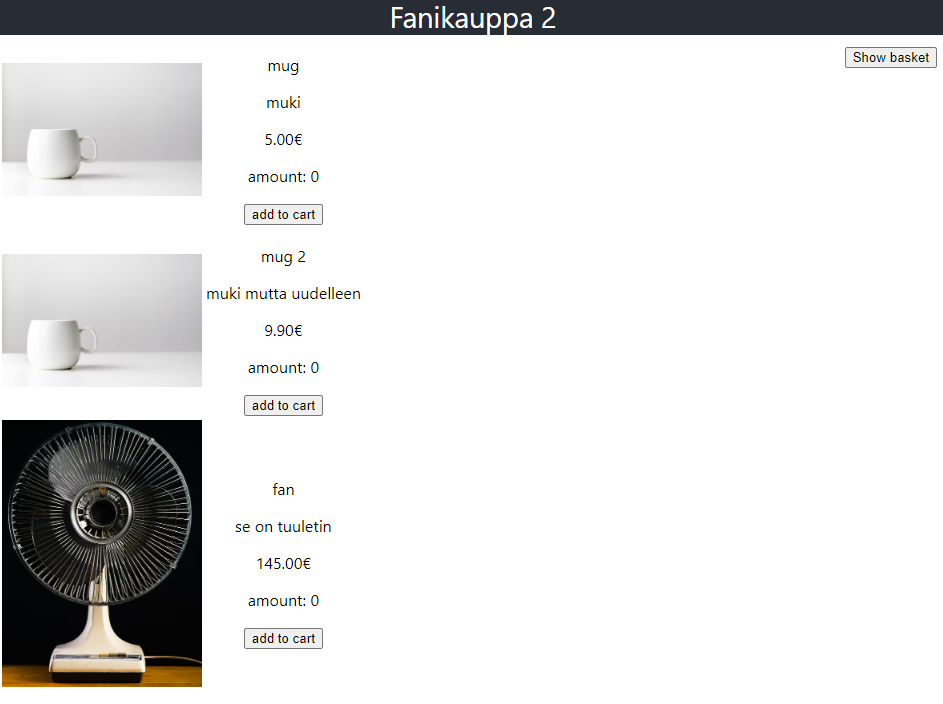 Fanikauppa 2
Show basket
mug
muki
5.00€
amount: 0
add to cart
mug 2
muki mutta uudelleen
9.90€
amount: 0
add to cart
fan
se on tuuletin
145.00€
amount: 0
add to cart